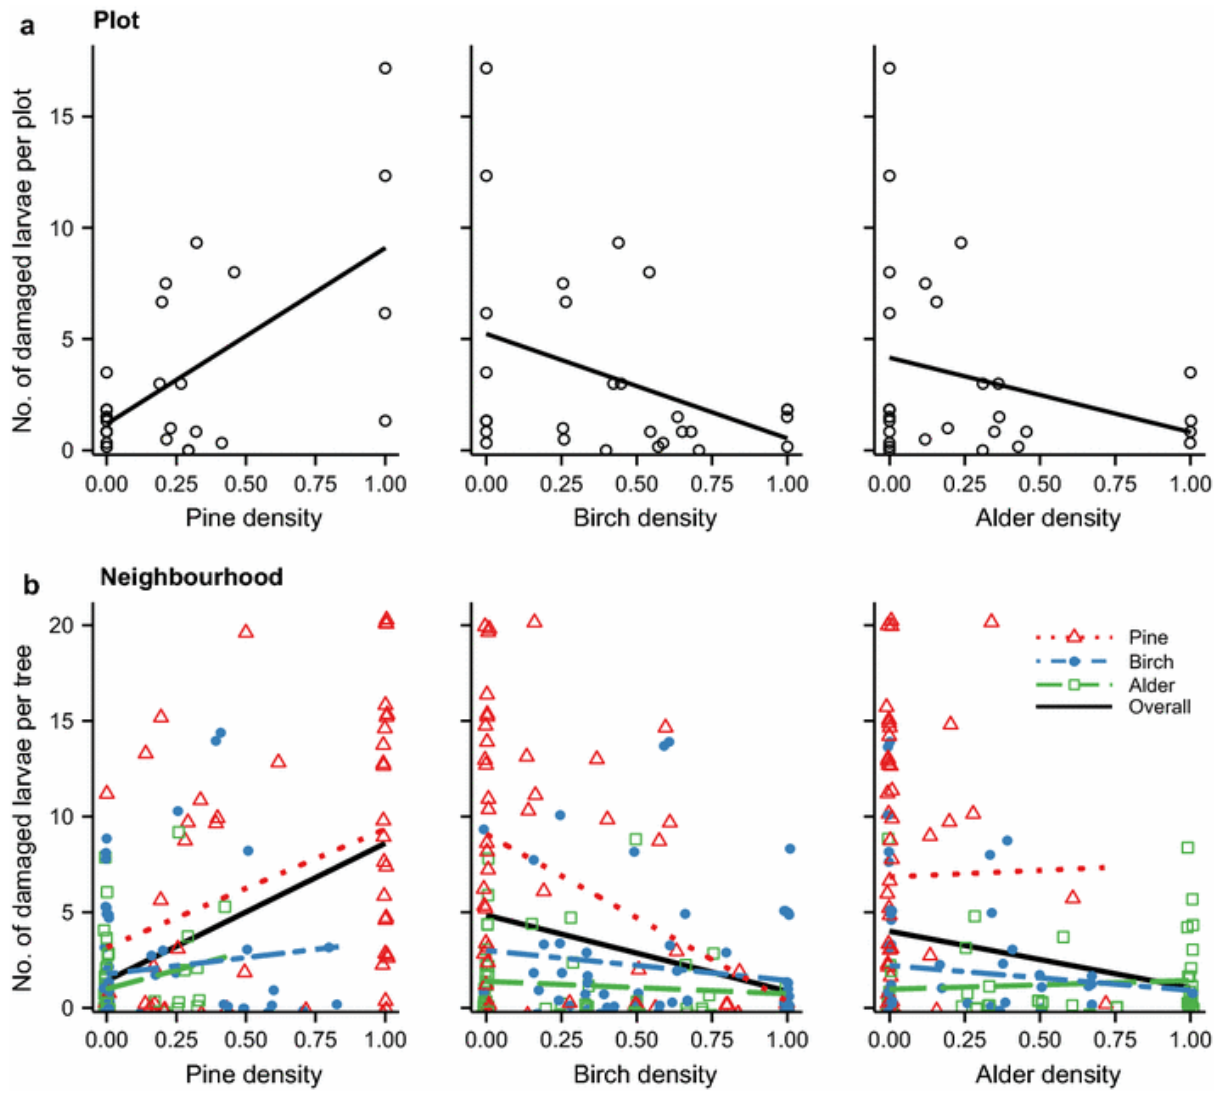 a Plot
No. of damaged larvae per plot
15
10
5
0
0.00 0.25 0.50 0.75 1.00
Pine density
0.00 0.25 0.50 0.75 1.00
Birch density
0.00 0.25 0.50 0.75 1.00
Alder density
b Neighbourhood
No. of damaged larvae per tree
20
15
10
5
0
0.00 0.25 0.50 0.75 1.00
Pine density
0.00 0.25 0.50 0.75 1.00
Birch density
0.00 0.25 0.50 0.75 1.00
Alder density
Pine
Birch
Alder
Overall